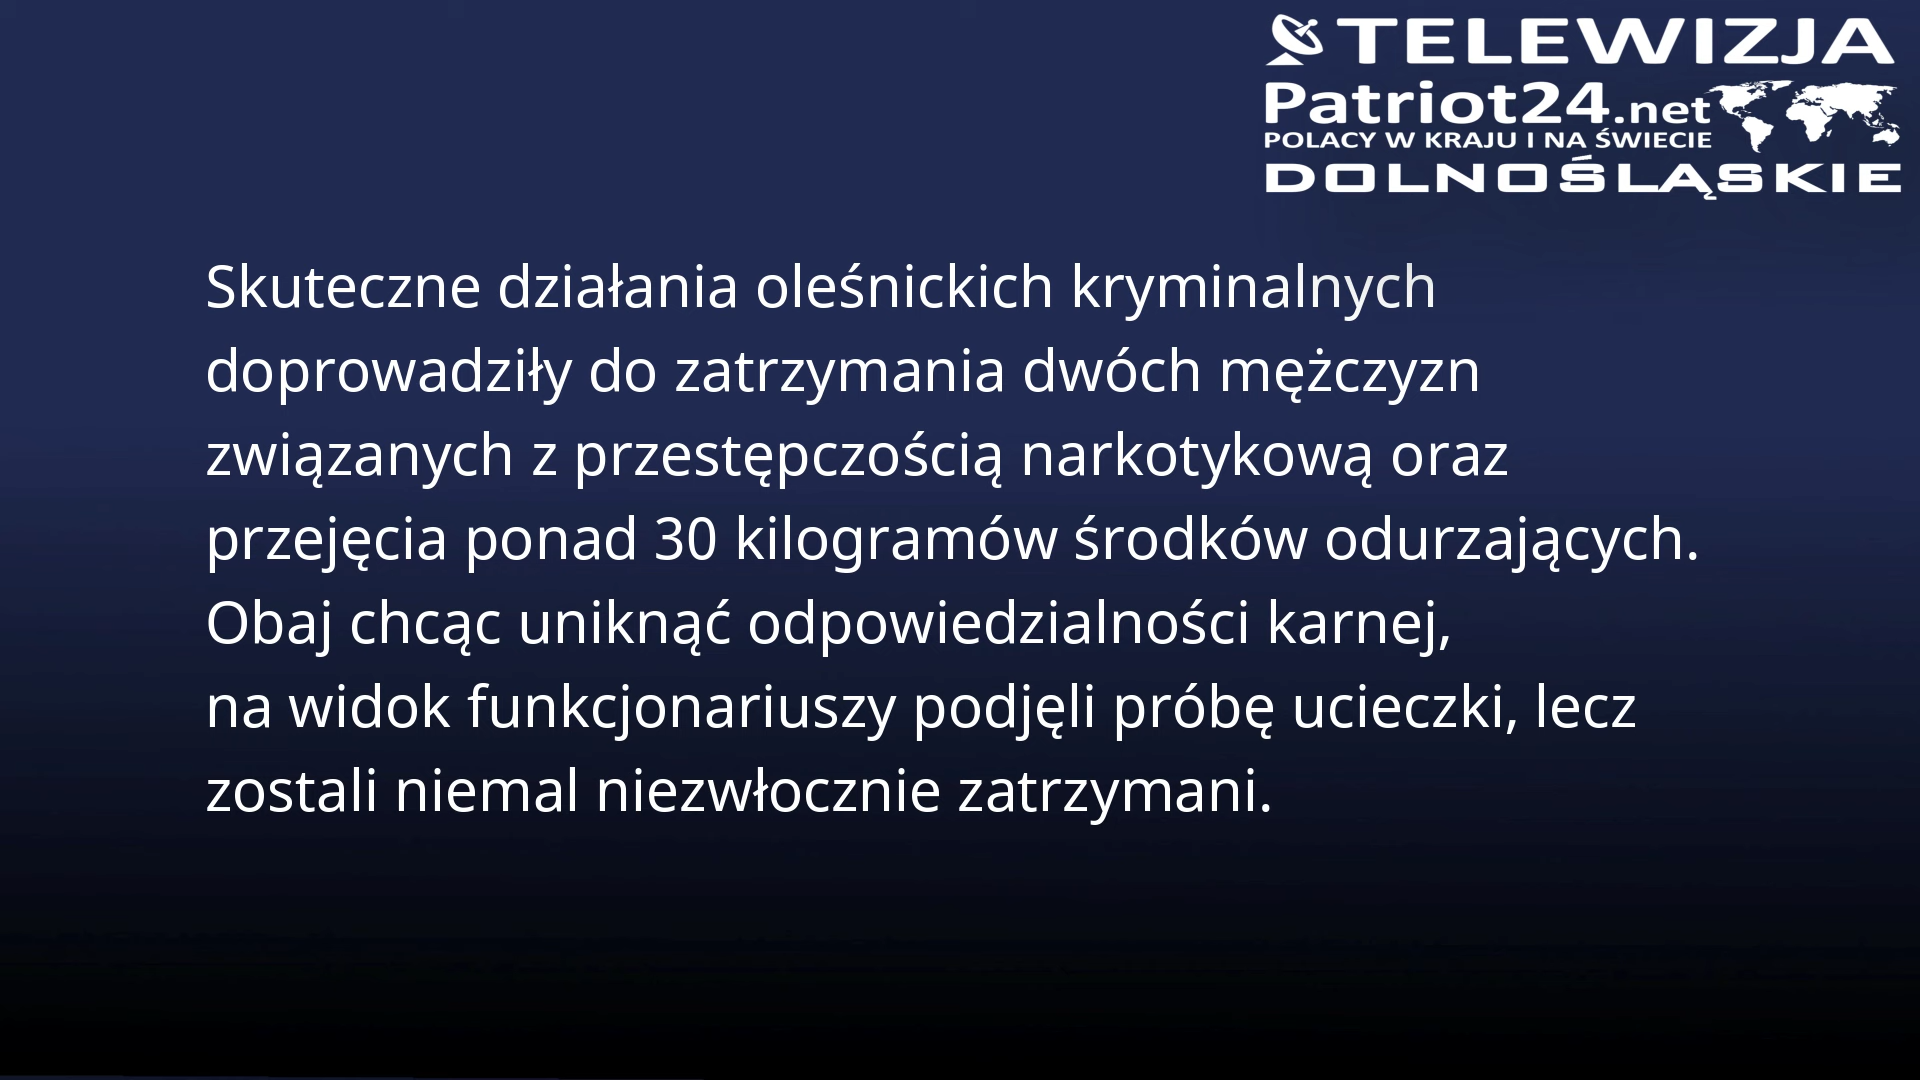 TELEWIZJA
Patriot24.net
POLACY W KRAJU I NA ŚWIECIE
DOLNOŚLĄSKIE
Skuteczne działania oleśnickich kryminalnych
doprowadziły do zatrzymania dwóch mężczyzn
związanych z przestępczością narkotykową oraz
przejęcia ponad 30 kilogramów środków odurzających.
Obaj chcąc uniknąć odpowiedzialności karnej,
na widok funkcjonariuszy podjęli próbę ucieczki, lecz
zostali niemal niezwłocznie zatrzymani.